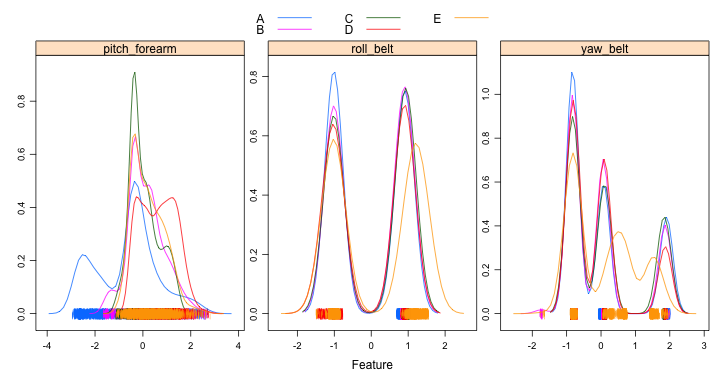 A C E
B D
pitch_forearm roll_belt yaw_belt
0.0 0.2 0.4 0.6 0.8
-4 -2 0 2 4
0.0 0.2 0.4 0.6 0.8
-2 -1 0 1 2
0.0 0.2 0.4 0.6 0.8 1.0
-2 -1 0 1 2 3
Feature